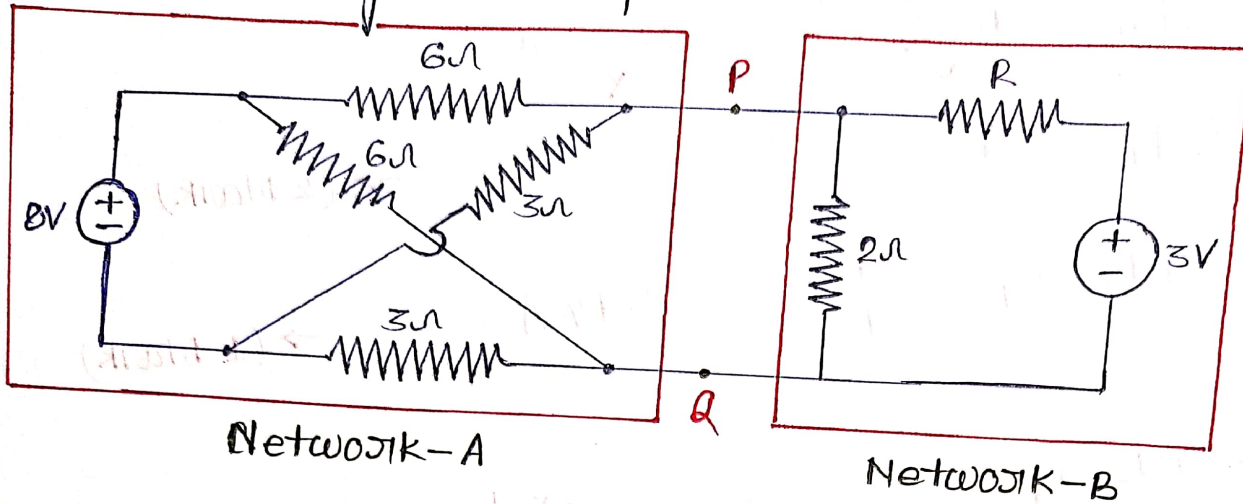 6Ω
P
R
6Ω
3Ω
8V
+
-
2Ω
+
-
3V
3Ω
Q
Network-A
Network-B